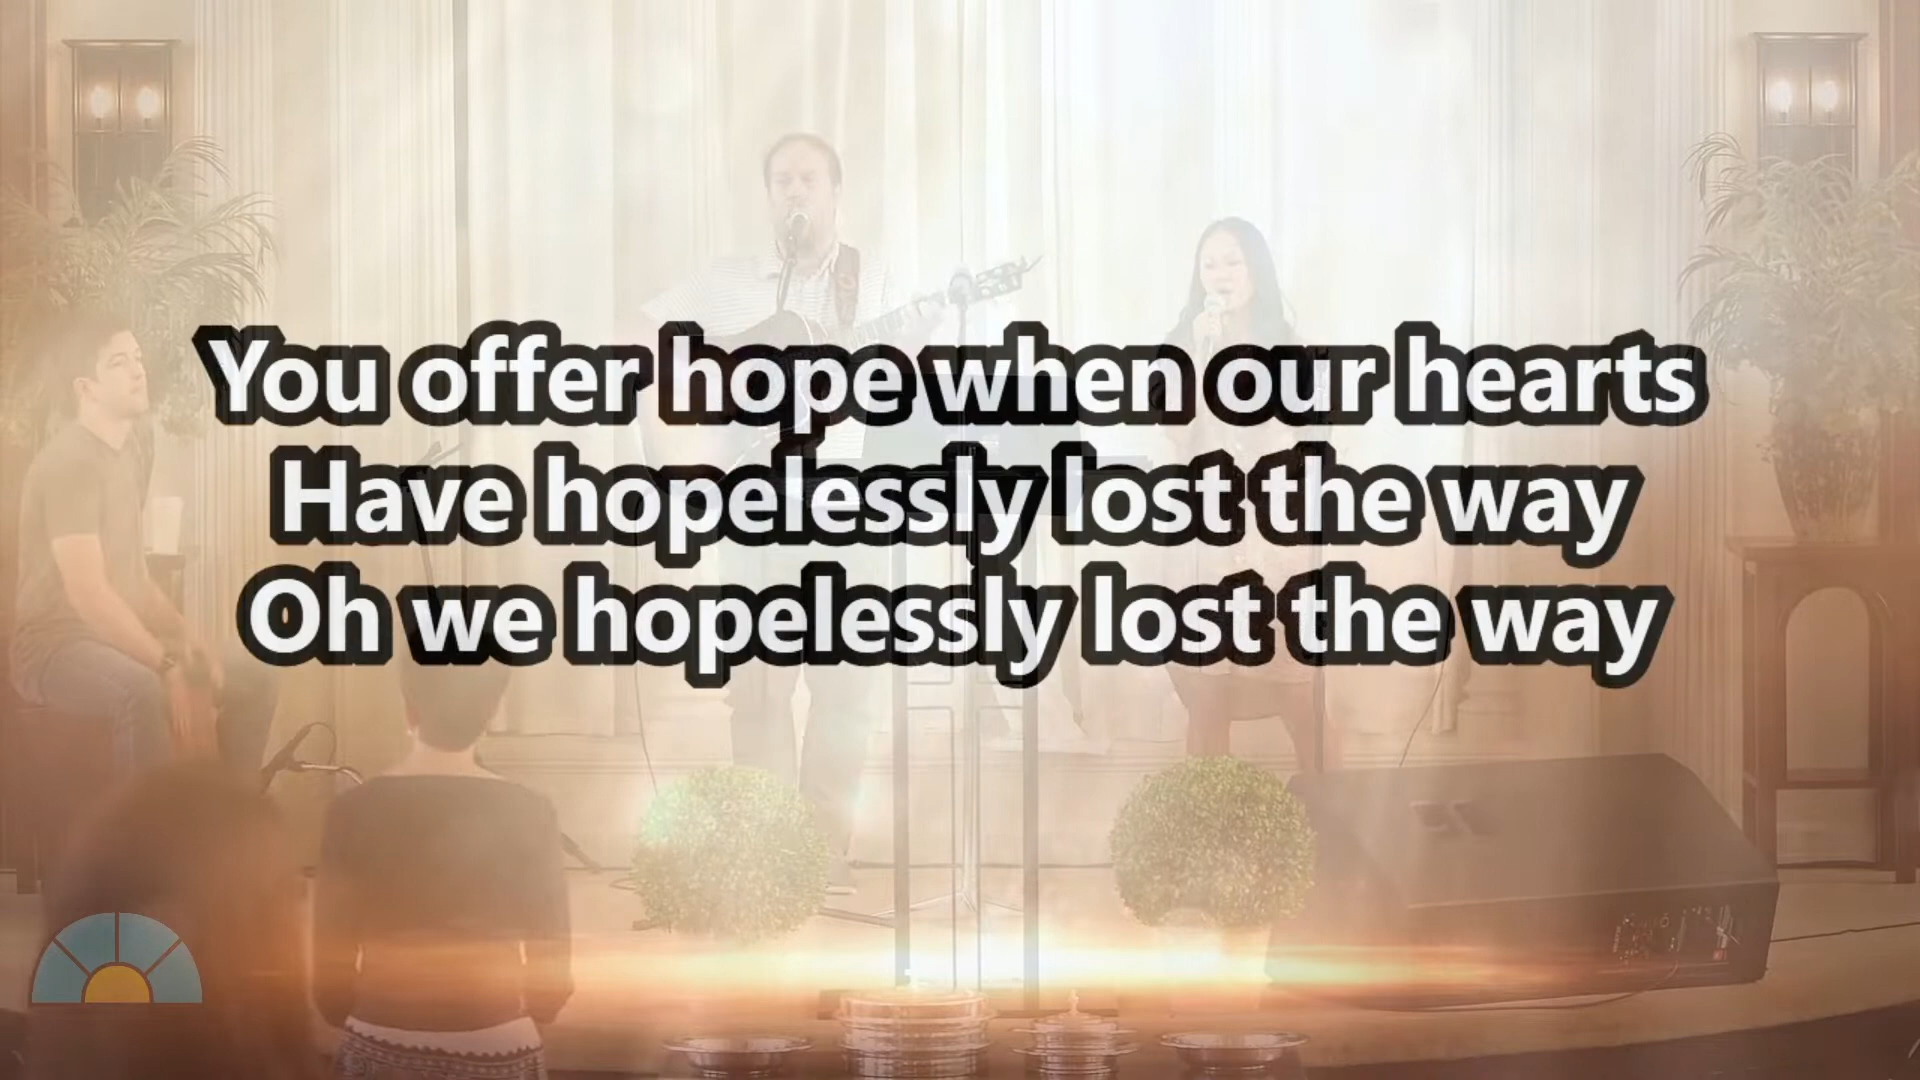 You offer hope when our hearts
Have hopelessly lost the way
Oh we hopelessly lost the way